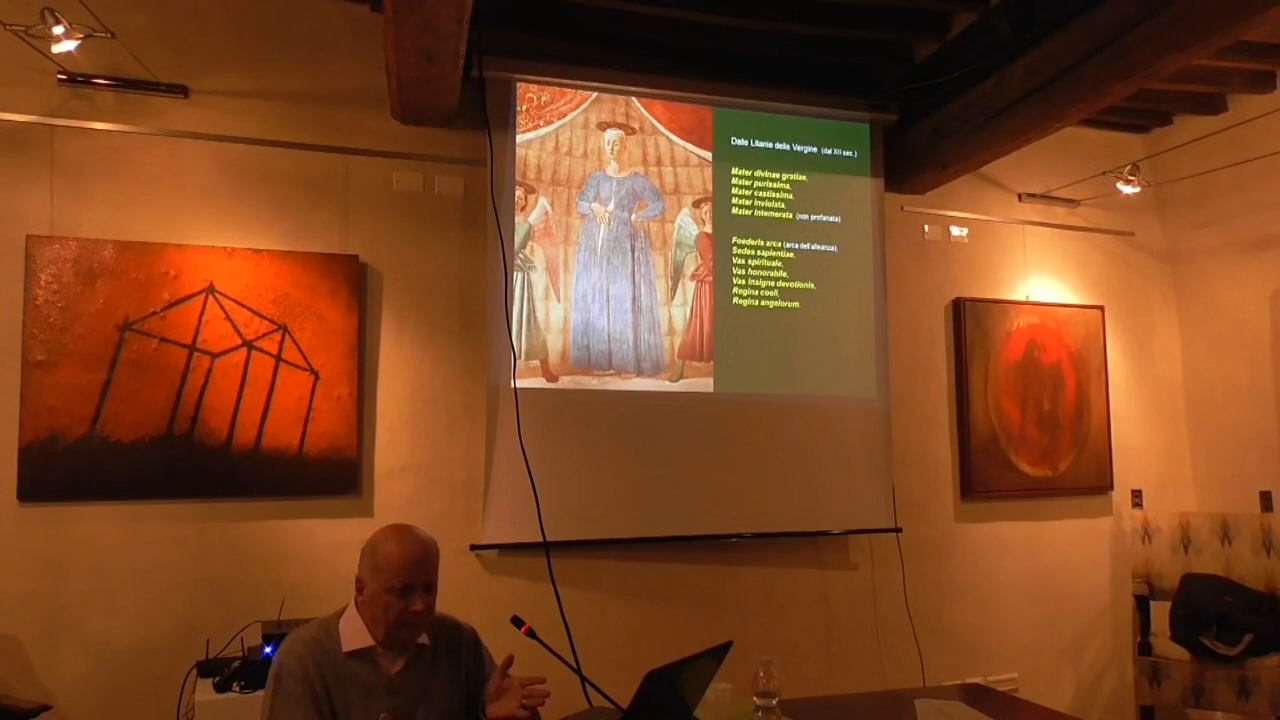 Dalle Litanie della Vergine (dal XII sec.)
Mater divinae gratiae,
Mater purissima,
Mater castissima,
Mater inviolata,
Mater intemerata (non profanata)
Foederis arca (arca dell'alleanza),
Sedes sapientiae,
Vas spirituale,
Vas honorabile,
Vas insigne devotionis,
Regina coeli,
Regina angelorum.